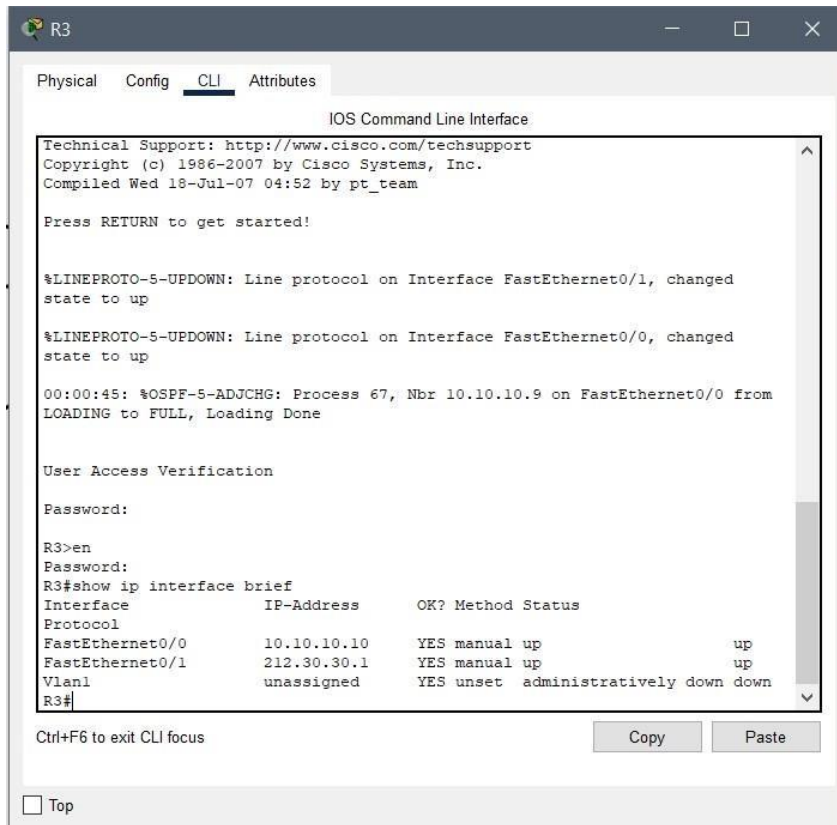 R3
Physical Config CLI Attributes
IOS Command Line Interface
Technical Support: http://www.cisco.com/techsupport
Copyright (c) 1986-2007 by Cisco Systems, Inc.
Compiled Wed 18-Jul-07 04:52 by pt_team
Press RETURN to get started!
%LINEPROTO-5-UPDOWN: Line protocol on Interface FastEthernet0/1, changed
state to up
%LINEPROTO-5-UPDOWN: Line protocol on Interface FastEthernet0/0, changed
state to up
00:00:45: %OSPF-5-ADJCHG: Process 67, Nbr 10.10.10.9 on FastEthernet0/0 from
LOADING to FULL, Loading Done
User Access Verification
Password:
R3>en
Password:
R3#show ip interface brief
Interface IP-Address OK? Method Status
Protocol
FastEthernet0/0 10.10.10.10 YES manual up up
FastEthernet0/1 212.30.30.1 YES manual up up
Vlan1 unassigned YES unset administratively down down
R3#
Ctrl+F6 to exit CLI focus
Copy Paste
Top